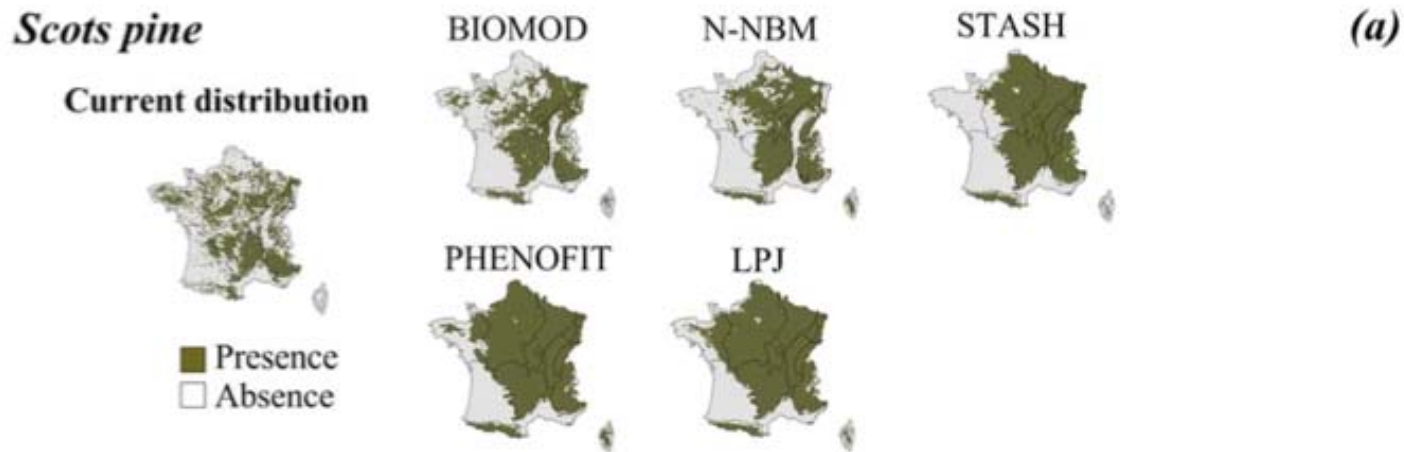 Scots pine
BIOMOD
N-NBM
STASH
(a)
Current distribution
PHENOFIT
LPJ
Presence
Absence